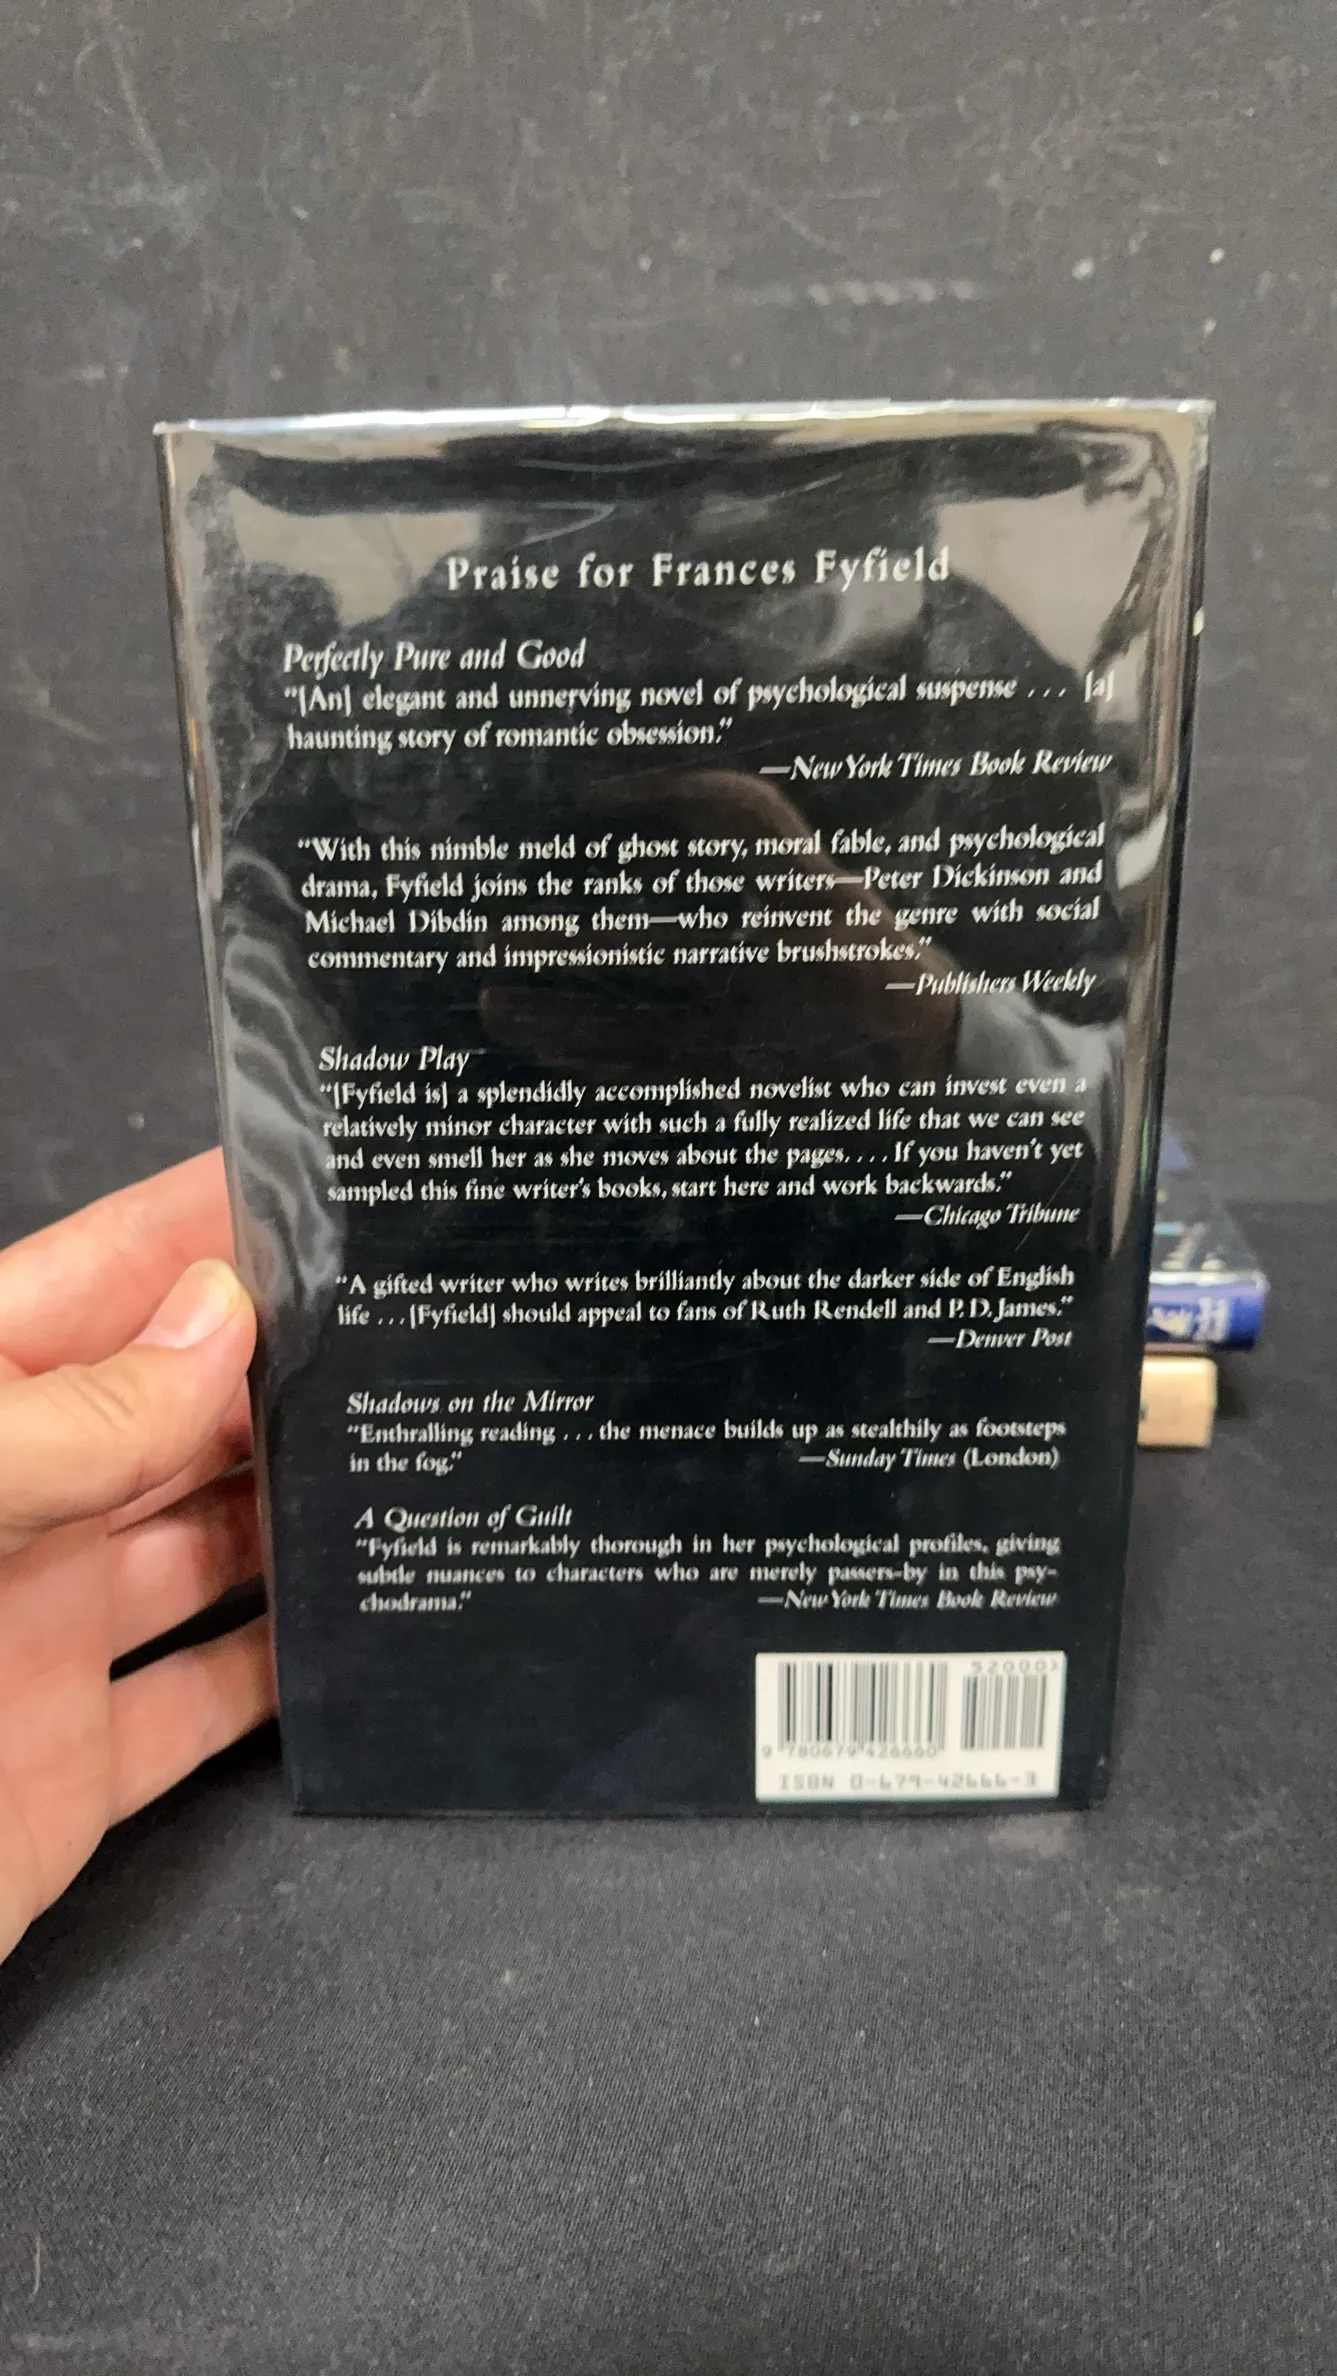 Praise for Frances Fyfield
Perfectly Pure and Good
"[An] elegant and unnerving novel of psychological suspense . . . [a]
haunting story of romantic obsession."
—New York Times Book Review
"With this nimble meld of ghost story, moral fable, and psychological
drama, Fyfield joins the ranks of those writers—Peter Dickinson and
Michael Dibdin among them—who reinvent the genre with social
commentary and impressionistic narrative brushstrokes."
—Publishers Weekly
Shadow Play
"[Fyfield is] a splendidly accomplished novelist who can invest even a
relatively minor character with such a fully realized life that we can see
and even smell her as she moves about the pages. . . . If you haven't yet
sampled this fine writer's books, start here and work backwards."
—Chicago Tribune
"A gifted writer who writes brilliantly about the darker side of English
life . . . [Fyfield] should appeal to fans of Ruth Rendell and P. D. James."
—Denver Post
Shadows on the Mirror
"Enthralling reading . . . the menace builds up as stealthily as footsteps
in the fog." —Sunday Times (London)
A Question of Guilt
"Fyfield is remarkably thorough in her psychological profiles, giving
subtle nuances to characters who are merely passers-by in this psy-
chodrama." —New York Times Book Review
52000>
9 780679 426660
ISBN 0-679-42666-3